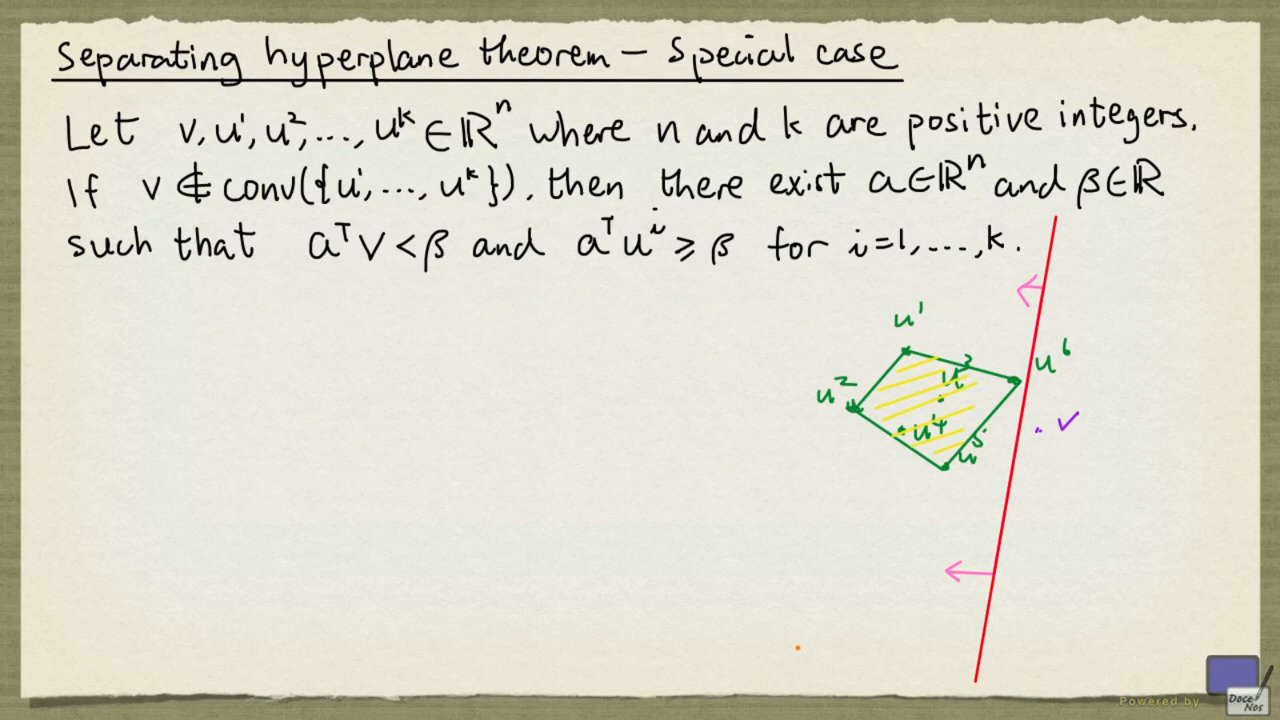 Separating hyperplane theorem – Special case
Let v, u¹, u², ..., uᵏ ∈ ℝⁿ where n and k are positive integers.
If v ∉ conv({u¹, ..., uᵏ}), then there exist a ∈ ℝⁿ and β ∈ ℝ
such that aᵀv < β and aᵀuⁱ ≥ β for i=1, ..., k.
u¹
u³
u⁶
u²
u⁴
v
u⁵
Powered by
Doce
Nos